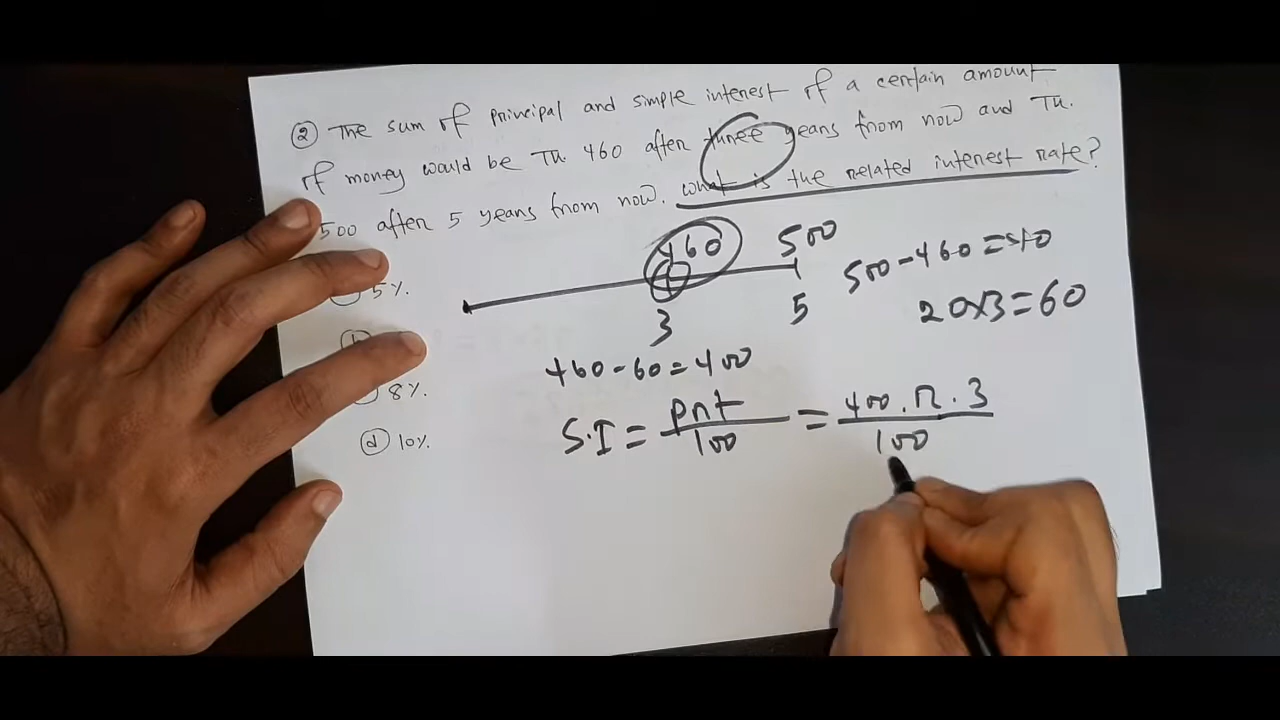 ② The sum of principal and simple interest of a certain amount
of money would be Tk 460 after three years from now and Tk.
500 after 5 years from now. what is the related interest rate?
460 500
500-460=40
5%.
3 5
20x3=60
460-60=400
8%.
S.I = prt/100 = 400.r.3/100
ⓓ 10%.